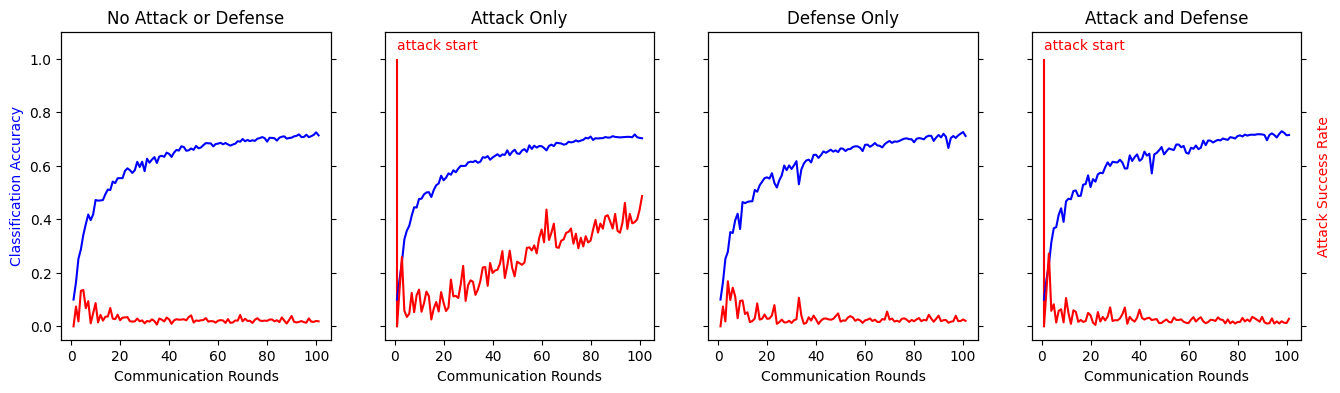 No Attack or Defense
Attack Only
Defense Only
Attack and Defense
attack start
attack start
Classification Accuracy
1.0
0.8
0.6
0.4
0.2
0.0
Attack Success Rate
0 20 40 60 80 100
0 20 40 60 80 100
0 20 40 60 80 100
0 20 40 60 80 100
Communication Rounds
Communication Rounds
Communication Rounds
Communication Rounds